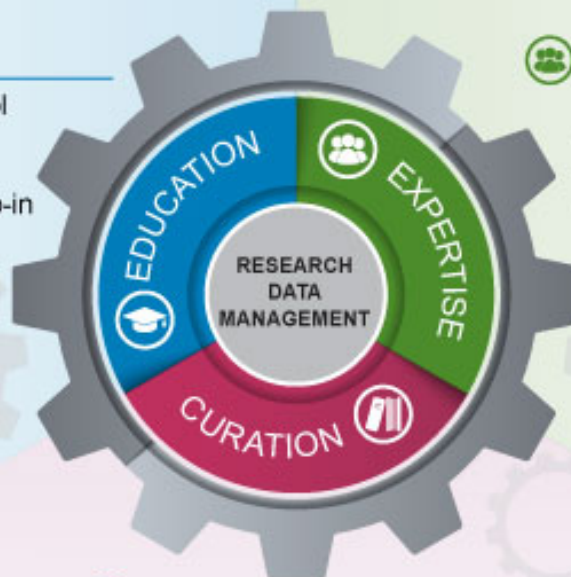 EDUCATION
EXPERTISE
RESEARCH
DATA
MANAGEMENT
CURATION